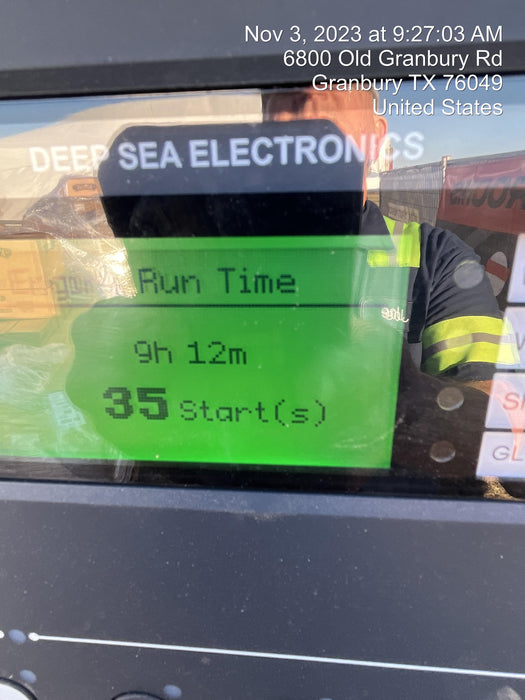 Nov 3, 2023 at 9:27:03 AM
6800 Old Granbury Rd
Granbury TX 76049
United States
DEEP SEA ELECTRONICS
Run Time
9h 12m
35 Start(s)